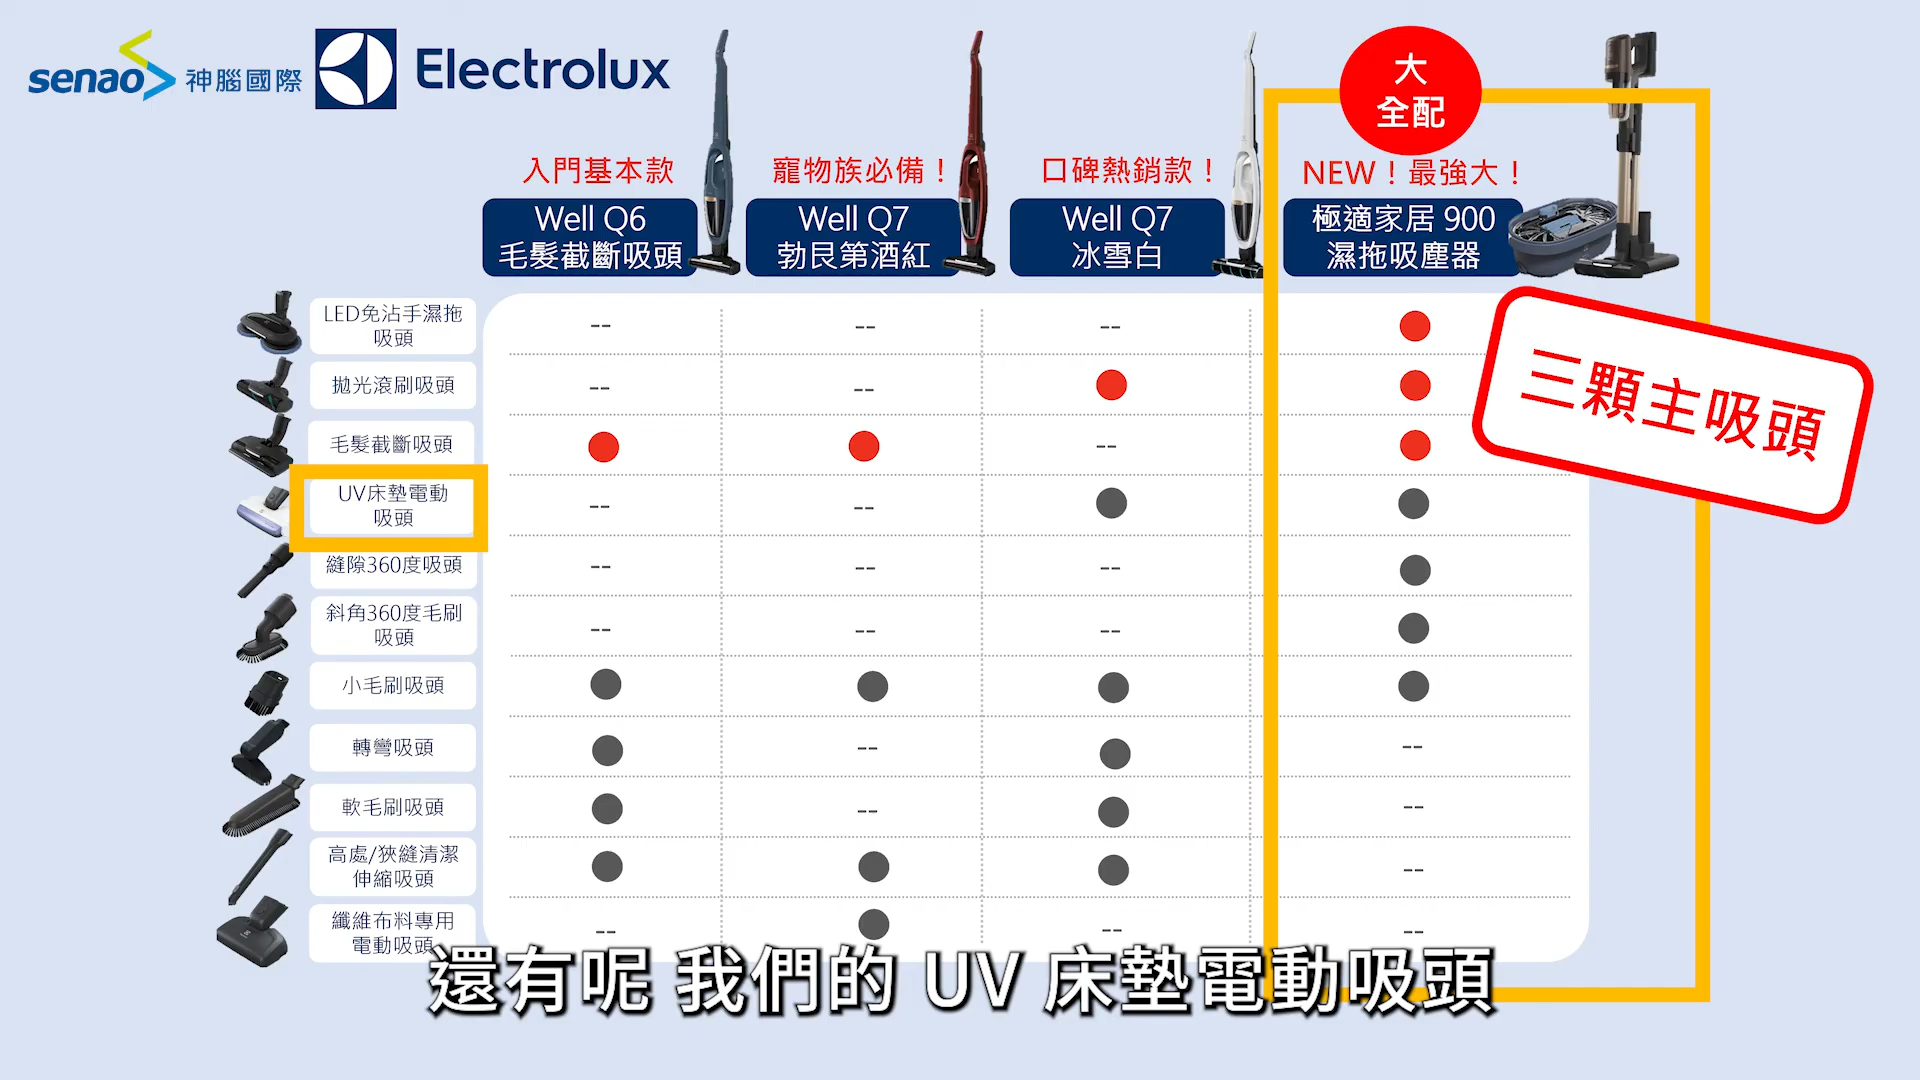 senao 神腦國際 Electrolux
大
全配
入門基本款
寵物族必備！
口碑熱銷款！
NEW！最強大！
Well Q6
毛髮截斷吸頭
Well Q7
勃艮第酒紅
Well Q7
冰雪白
極適家居 900
濕拖吸塵器
三顆主吸頭
LED免沾手濕拖
吸頭
-- -- --
拋光滾刷吸頭
-- --
毛髮截斷吸頭
--
UV床墊電動
吸頭
-- --
縫隙360度吸頭
-- -- --
斜角360度毛刷
吸頭
-- -- --
小毛刷吸頭
轉彎吸頭
-- --
軟毛刷吸頭
-- --
高處/狹縫清潔
伸縮吸頭
--
纖維布料專用
電動吸頭
-- -- --
還有呢 我們的 UV 床墊電動吸頭